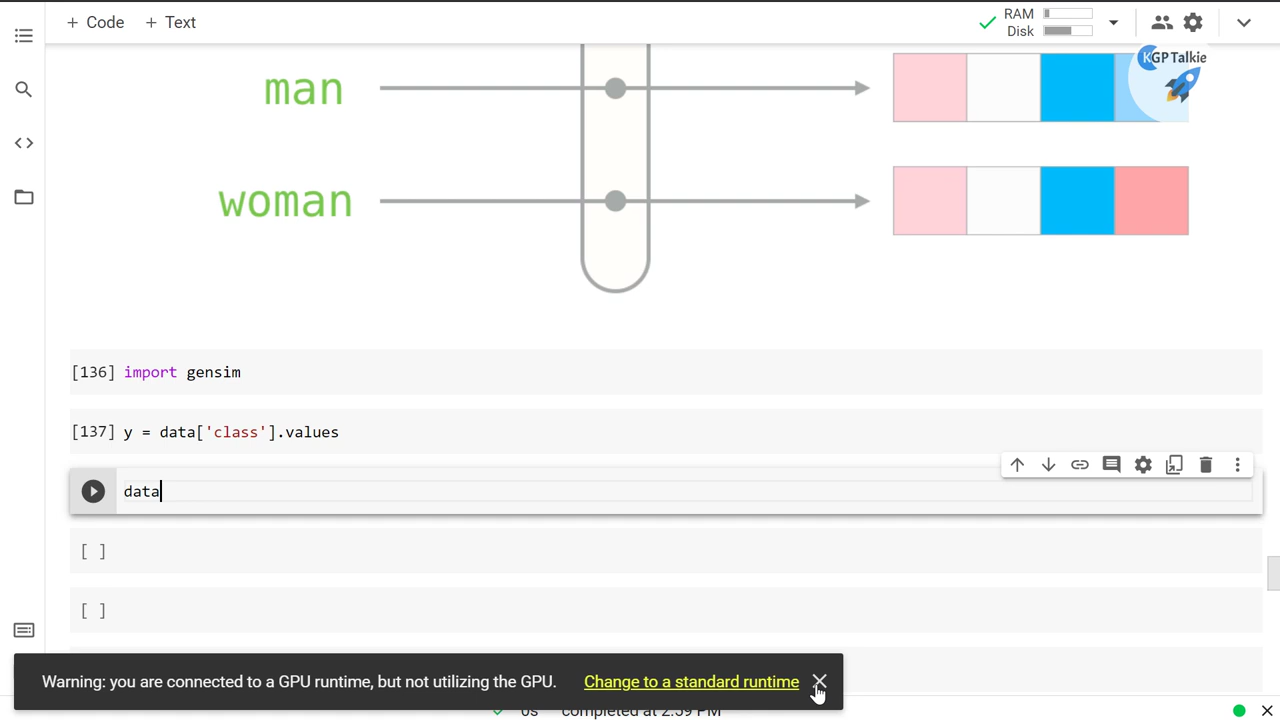 + Code + Text
RAM
Disk
KGP Talkie
man
woman
[136] import gensim
[137] y = data['class'].values
data
[ ]
[ ]
Warning: you are connected to a GPU runtime, but not utilizing the GPU. Change to a standard runtime
0s completed at 2:59 PM